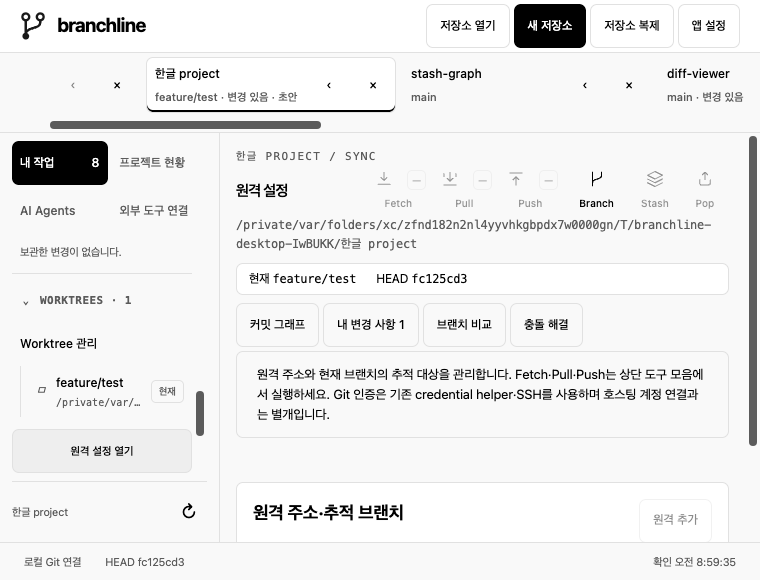 branchline
저장소 열기
새 저장소
저장소 복제
앱 설정
한글 project
feature/test · 변경 있음 · 초안
stash-graph
main
diff-viewer
main · 변경 있음
내 작업 8
프로젝트 현황
AI Agents
외부 도구 연결
보관한 변경이 없습니다.
WORKTREES · 1
Worktree 관리
feature/test
/private/var/…
현재
원격 설정 열기
한글 project
한글 PROJECT / SYNC
원격 설정
Fetch
Pull
Push
Branch
Stash
Pop
/private/var/folders/xc/zfnd182n2nl4yyvhkgbpdx7w0000gn/T/branchline-
desktop-IwBUKK/한글 project
현재 feature/test HEAD fc125cd3
커밋 그래프
내 변경 사항 1
브랜치 비교
충돌 해결
원격 주소와 현재 브랜치의 추적 대상을 관리합니다. Fetch·Pull·Push는 상단 도구 모음에
서 실행하세요. Git 인증은 기존 credential helper·SSH를 사용하며 호스팅 계정 연결과
는 별개입니다.
원격 주소·추적 브랜치
원격 추가
로컬 Git 연결
HEAD fc125cd3
확인 오전 8:59:35